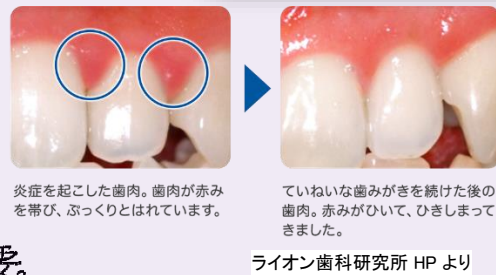 炎症を起こした歯肉。歯肉が赤み
を帯び、ぷっくりとはれています。
ていねいな歯みがきを続けた後の
歯肉。赤みがひいて、ひきしまって
きました。
ライオン歯科研究所 HP より